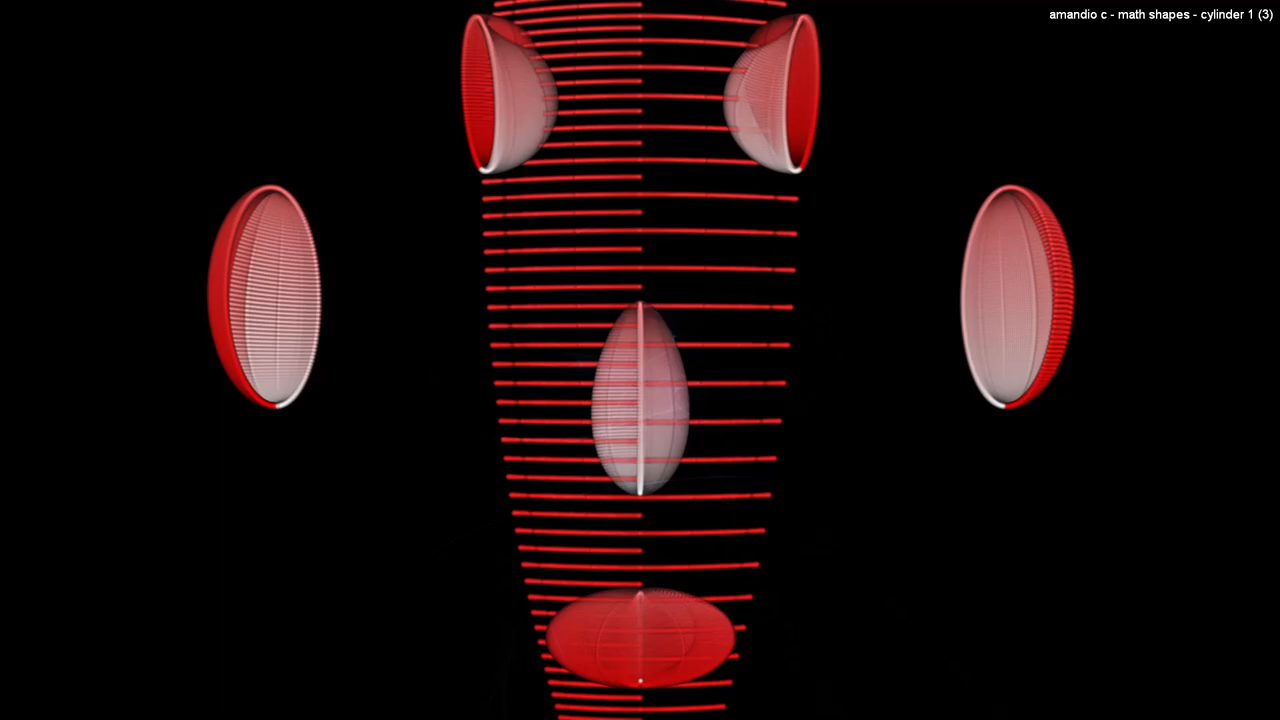 amandio c - math shapes - cylinder 1 (3)